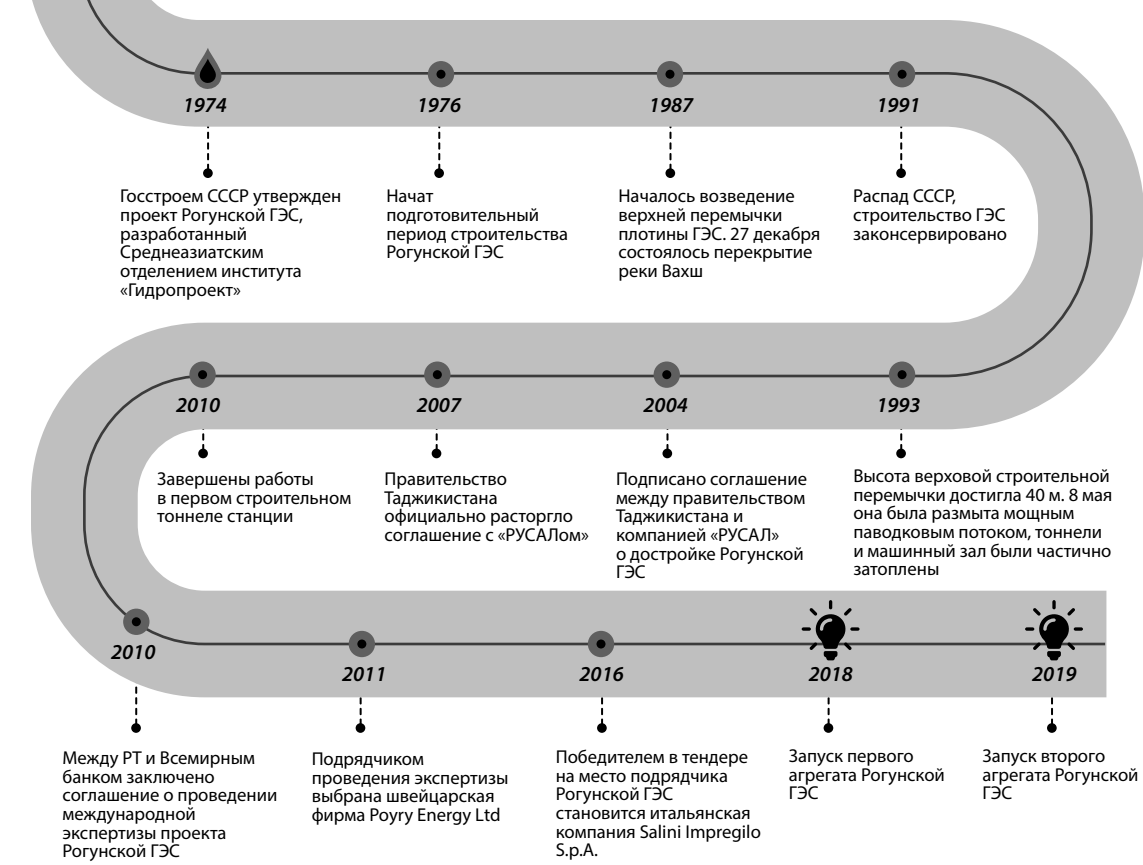 1974
Госстроем СССР утвержден
проект Рогунской ГЭС,
разработанный
Среднеазиатским
отделением института
«Гидропроект»
1976
Начат
подготовительный
период строительства
Рогунской ГЭС
1987
Началось возведение
верхней перемычки
плотины ГЭС. 27 декабря
состоялось перекрытие
реки Вахш
1991
Распад СССР,
строительство ГЭС
законсервировано
1993
Высота верховой строительной
перемычки достигла 40 м. 8 мая
она была размыта мощным
паводковым потоком, тоннели
и машинный зал были частично
затоплены
2004
Подписано соглашение
между правительством
Таджикистана и
компанией «РУСАЛ»
о достройке Рогунской
ГЭС
2007
Правительство
Таджикистана
официально расторгло
соглашение с «РУСАЛом»
2010
Завершены работы
в первом строительном
тоннеле станции
2010
Между РТ и Всемирным
банком заключено
соглашение о проведении
международной
экспертизы проекта
Рогунской ГЭС
2011
Подрядчиком
проведения экспертизы
выбрана швейцарская
фирма Poyry Energy Ltd
2016
Победителем в тендере
на место подрядчика
Рогунской ГЭС
становится итальянская
компания Salini Impregilo
S.p.A.
2018
Запуск первого
агрегата Рогунской
ГЭС
2019
Запуск второго
агрегата Рогунской
ГЭС